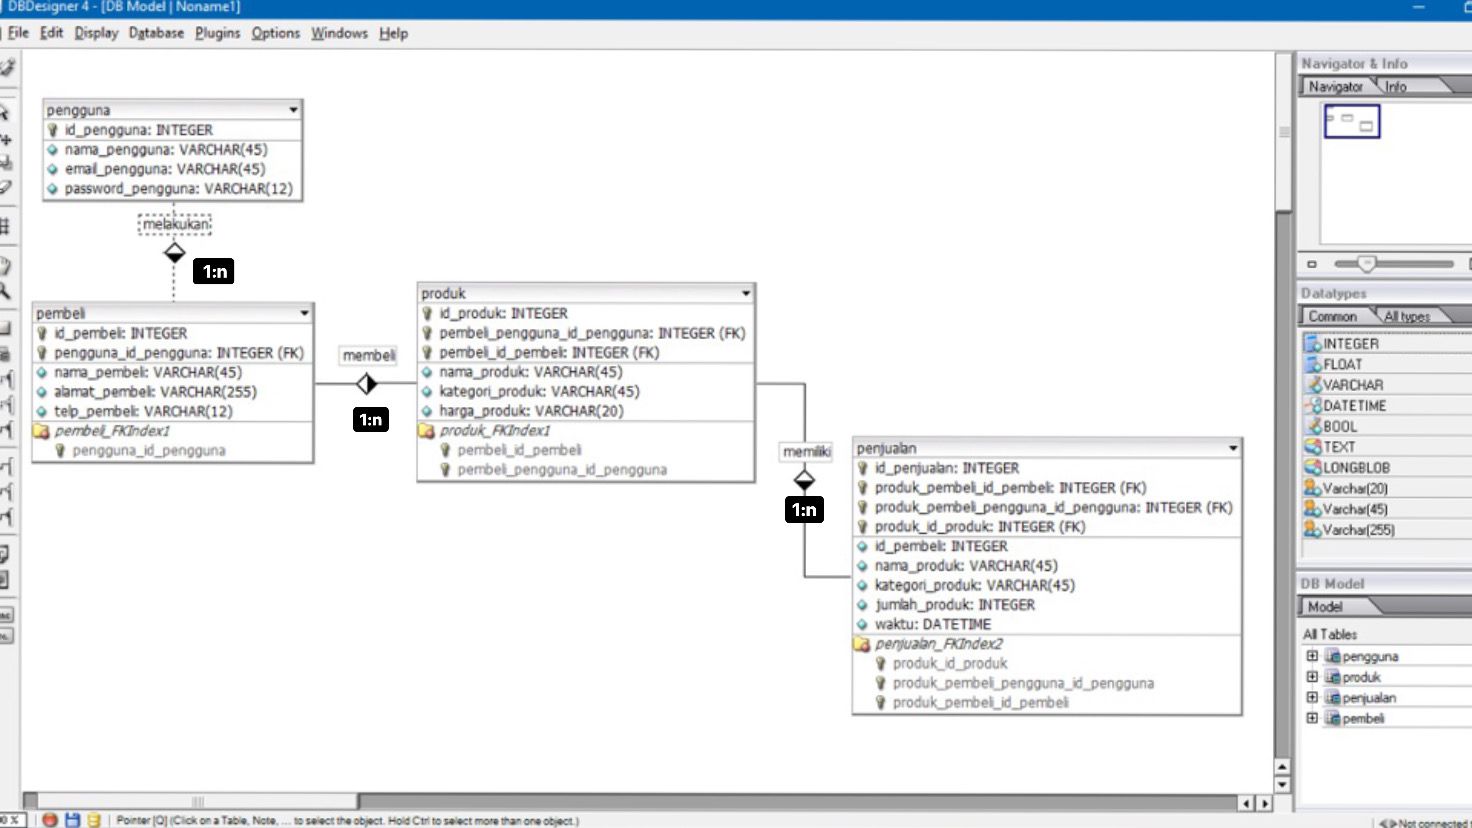 DBDesigner 4 - [DB Model | Noname1]
File Edit Display Database Plugins Options Windows Help
pengguna
id_pengguna: INTEGER
nama_pengguna: VARCHAR(45)
email_pengguna: VARCHAR(45)
password_pengguna: VARCHAR(12)
melakukan
1:n
pembeli
id_pembeli: INTEGER
pengguna_id_pengguna: INTEGER (FK)
nama_pembeli: VARCHAR(45)
alamat_pembeli: VARCHAR(255)
telp_pembeli: VARCHAR(12)
pembeli_FKIndex1
pengguna_id_pengguna
membeli
1:n
produk
id_produk: INTEGER
pembeli_pengguna_id_pengguna: INTEGER (FK)
pembeli_id_pembeli: INTEGER (FK)
nama_produk: VARCHAR(45)
kategori_produk: VARCHAR(45)
harga_produk: VARCHAR(20)
produk_FKIndex1
pembeli_id_pembeli
pembeli_pengguna_id_pengguna
memiliki
1:n
penjualan
id_penjualan: INTEGER
produk_pembeli_id_pembeli: INTEGER (FK)
produk_pembeli_pengguna_id_pengguna: INTEGER (FK)
produk_id_produk: INTEGER (FK)
id_pembeli: INTEGER
nama_produk: VARCHAR(45)
kategori_produk: VARCHAR(45)
jumlah_produk: INTEGER
waktu: DATETIME
penjualan_FKIndex2
produk_id_produk
produk_pembeli_pengguna_id_pengguna
produk_pembeli_id_pembeli
Navigator & Info
Navigator Info
Datatypes
Common All types
INTEGER
FLOAT
VARCHAR
DATETIME
BOOL
TEXT
LONGBLOB
Varchar(20)
Varchar(45)
Varchar(255)
DB Model
Model
All Tables
pengguna
produk
penjualan
pembeli
Pointer [Q] (Click on a Table, Note, ... to select the object. Hold Ctrl to select more than one object.)
Not connected